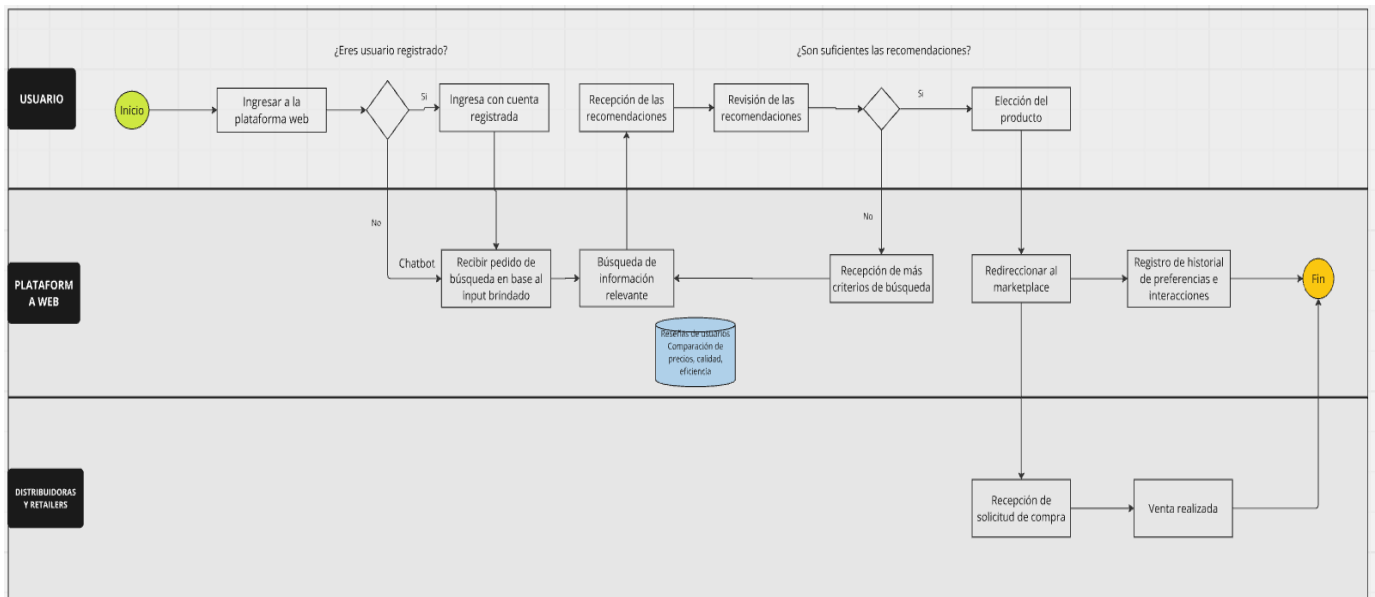 ¿Eres usuario registrado?
¿Son suficientes las recomendaciones?
USUARIO
Inicio
Ingresar a la
plataforma web
Si
Ingresa con cuenta
registrada
Recepción de las
recomendaciones
Revisión de las
recomendaciones
Si
Elección del
producto
No
No
PLATAFORM
A WEB
Chatbot
Recibir pedido de
búsqueda en base al
input brindado
Búsqueda de
información
relevante
Recepción de más
criterios de búsqueda
Redireccionar al
marketplace
Registro de historial
de preferencias e
interacciones
Fin
Reseñas de usuarios
Comparación de
precios, calidad,
eficiencia
DISTRIBUIDORAS
Y RETAILERS
Recepción de
solicitud de compra
Venta realizada